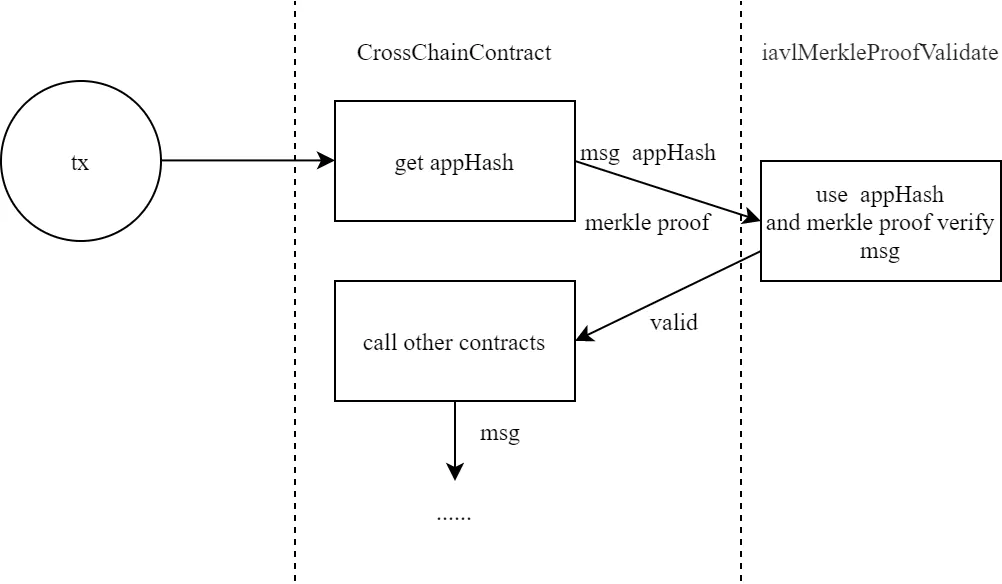 CrossChainContract
iavlMerkleProofValidate
tx
get appHash
msg appHash
merkle proof
use appHash
and merkle proof verify
msg
call other contracts
valid
msg
......